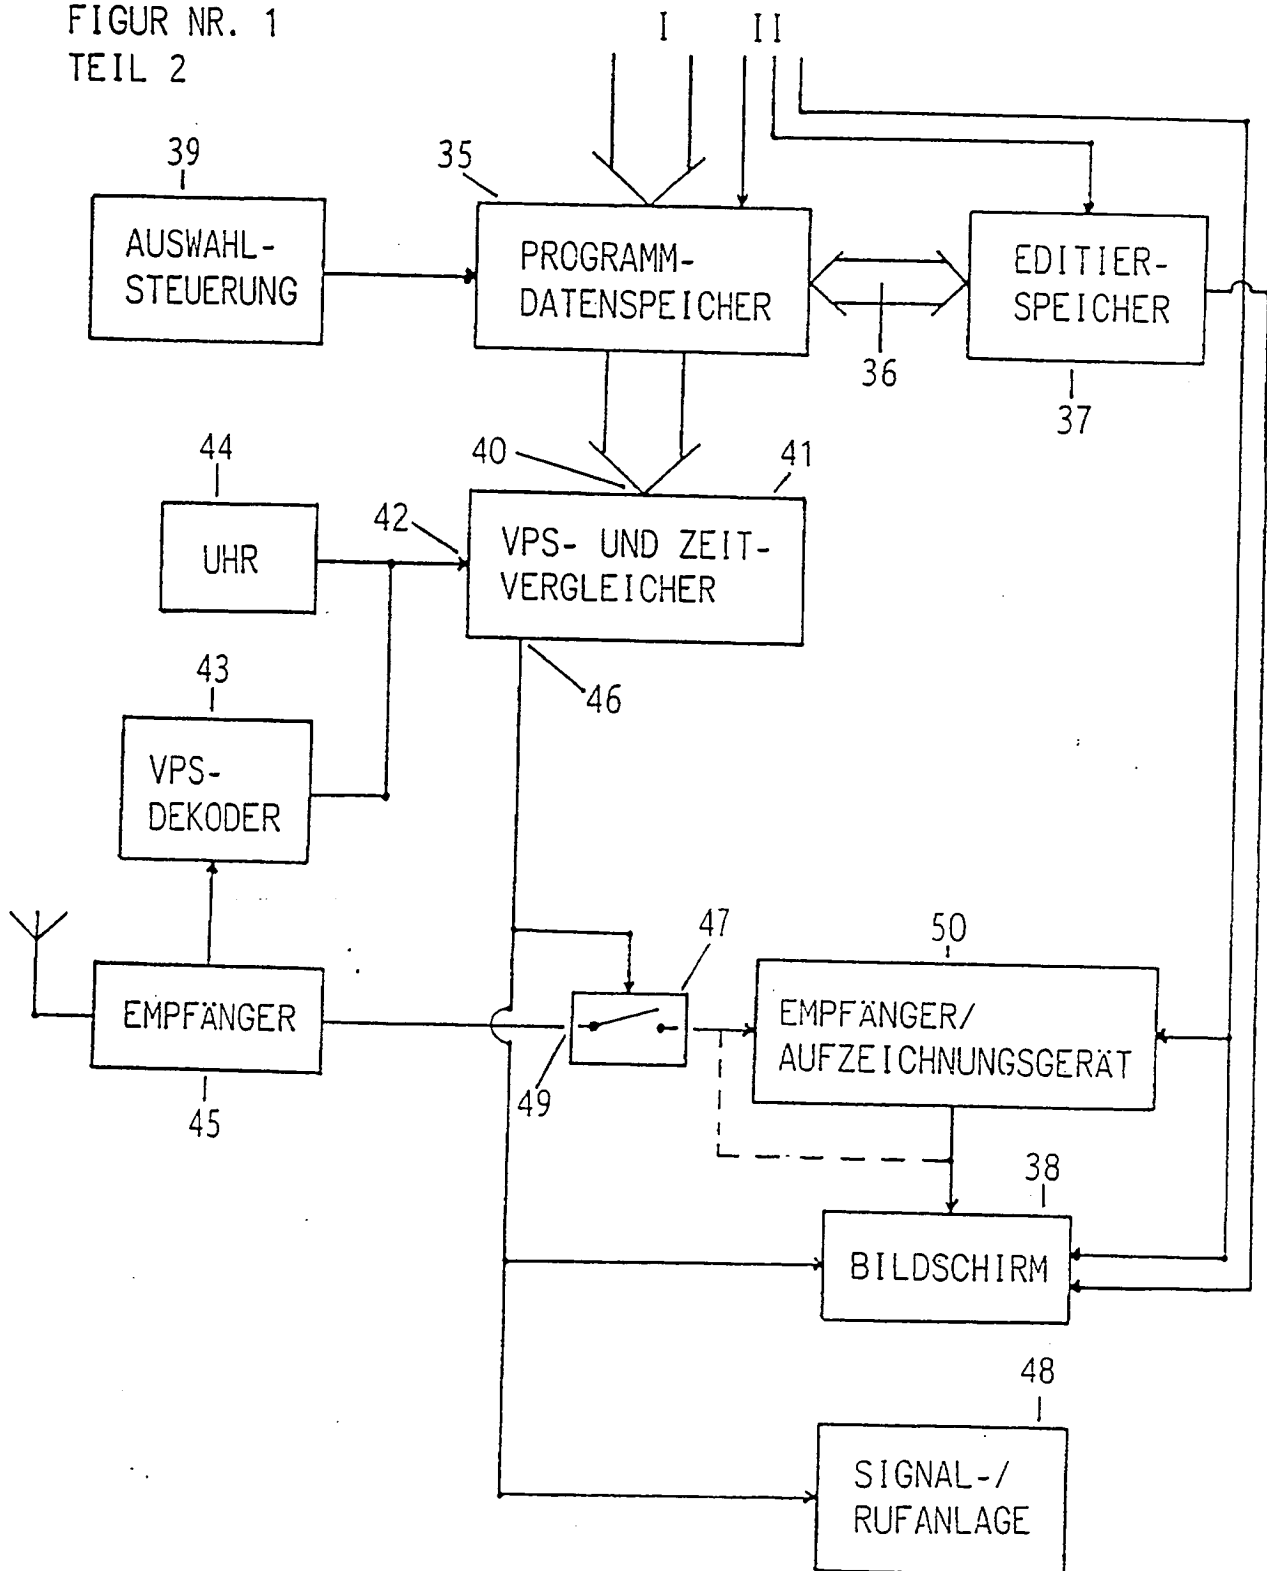 FIGUR NR. 1
TEIL 2
I
II
39
35
AUSWAHL-
STEUERUNG
PROGRAMM-
DATENSPEICHER
EDITIER-
SPEICHER
36
37
44
40
41
42
UHR
VPS- UND ZEIT-
VERGLEICHER
43
46
VPS-
DEKODER
47
50
EMPFÄNGER
EMPFÄNGER/
AUFZEICHNUNGSGERÄT
49
45
38
BILDSCHIRM
48
SIGNAL-/
RUFANLAGE